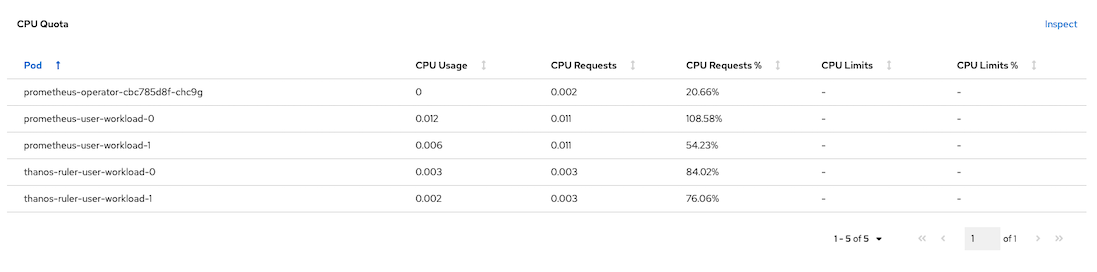 CPU Quota Inspect
Pod CPU Usage CPU Requests CPU Requests % CPU Limits CPU Limits %
prometheus-operator-cbc785d8f-chc9g 0 0.002 20.66% - -
prometheus-user-workload-0 0.012 0.011 108.58% - -
prometheus-user-workload-1 0.006 0.011 54.23% - -
thanos-ruler-user-workload-0 0.003 0.003 84.02% - -
thanos-ruler-user-workload-1 0.002 0.003 76.06% - -
1 - 5 of 5 1 of 1